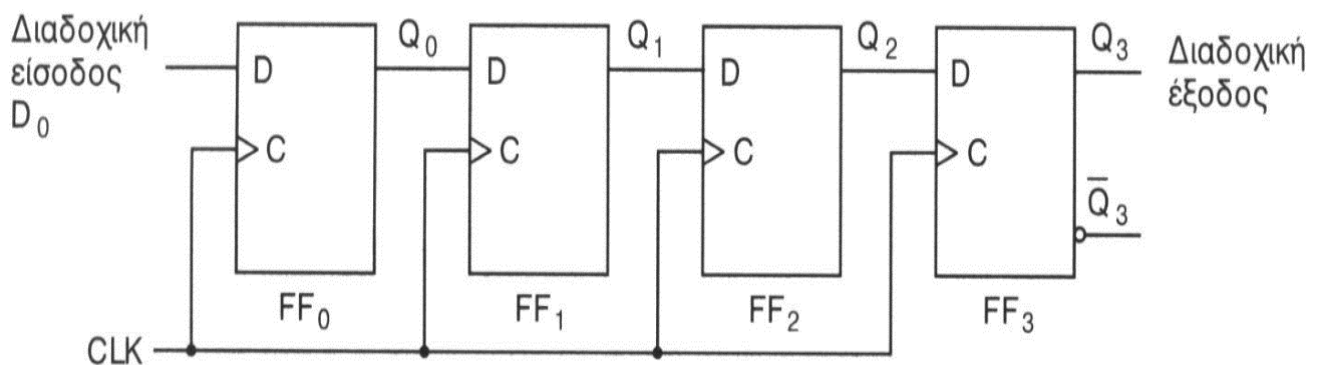 Διαδοχική
είσοδος
D₀
Q₀
Q₁
Q₂
Q₃
Διαδοχική
έξοδος
D
D
D
D
C
C
C
C
Q̅₃
FF₀
FF₁
FF₂
FF₃
CLK